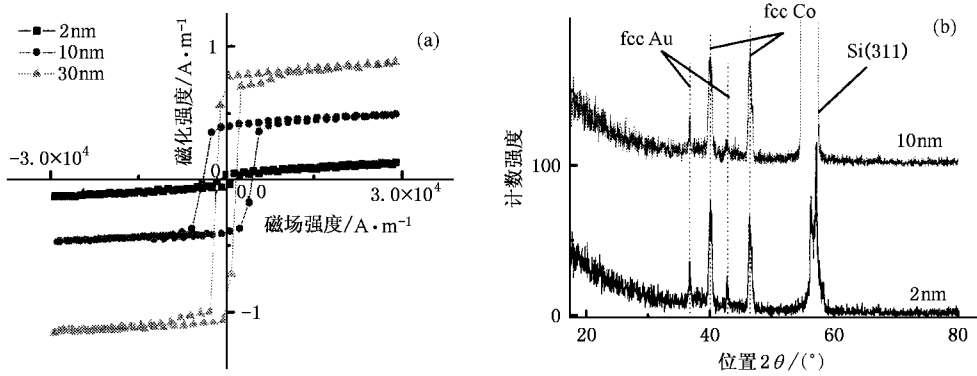 2nm
10nm
30nm
(a)
1
磁化强度/A·m⁻¹
−3.0×10⁴
0
0
0
3.0×10⁴
磁场强度/A·m⁻¹
−1
(b)
fcc Co
fcc Au
Si(311)
10nm
100
计数强度
2nm
0
20
40
60
80
位置2θ/(°)